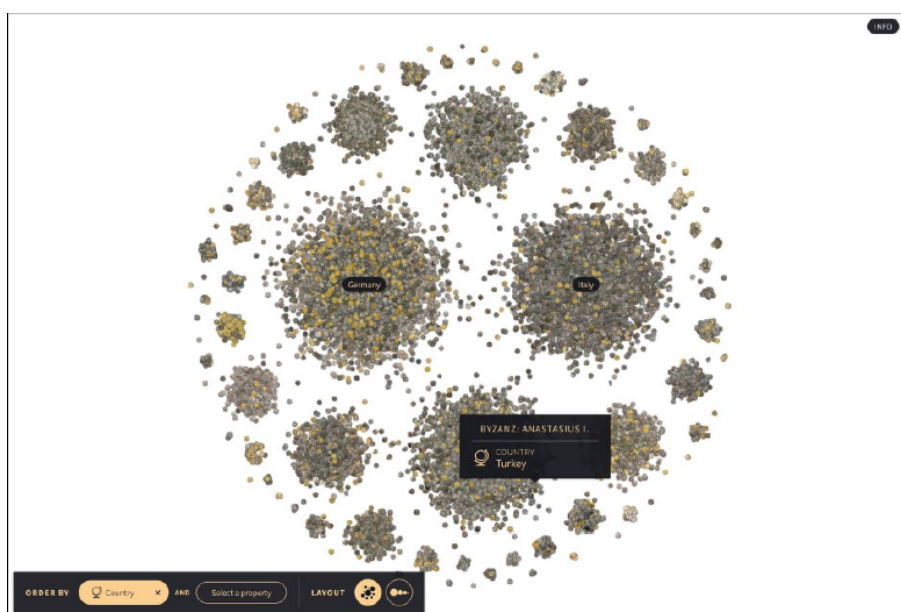 INFO
Germany
Italy
BYZANZ: ANASTASIUS I.
COUNTRY
Turkey
ORDER BY Country × AND Select a property LAYOUT